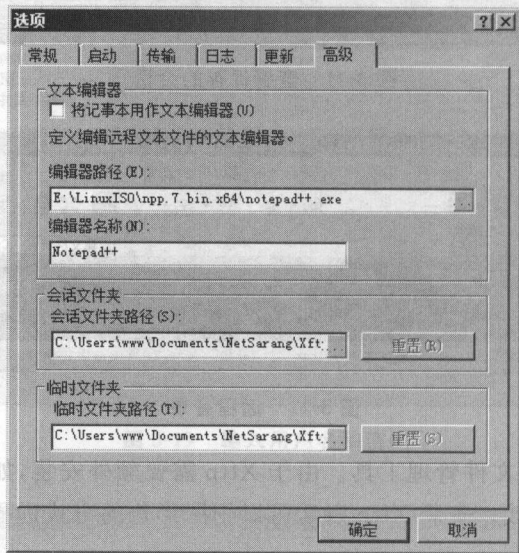 选项
常规 启动 传输 日志 更新 高级
文本编辑器
将记事本用作文本编辑器(U)
定义编辑远程文本文件的文本编辑器。
编辑器路径(E):
E:\LinuxISO\npp.7.bin.x64\notepad++.exe ...
编辑器名称(N):
Notepad++
会话文件夹
会话文件夹路径(S):
C:\Users\www\Documents\NetSarang\Xft ... 重置(R)
临时文件夹
临时文件夹路径(T):
C:\Users\www\Documents\NetSarang\Xft ... 重置(S)
确定 取消